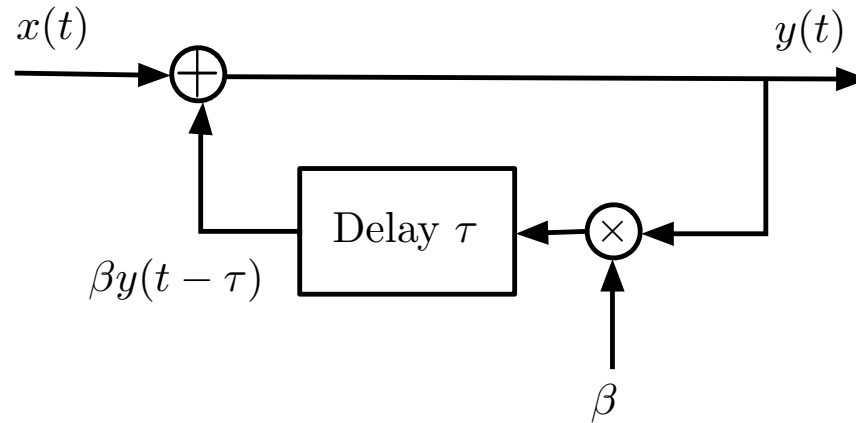 x(t)
y(t)
+
Delay τ
×
βy(t − τ)
β